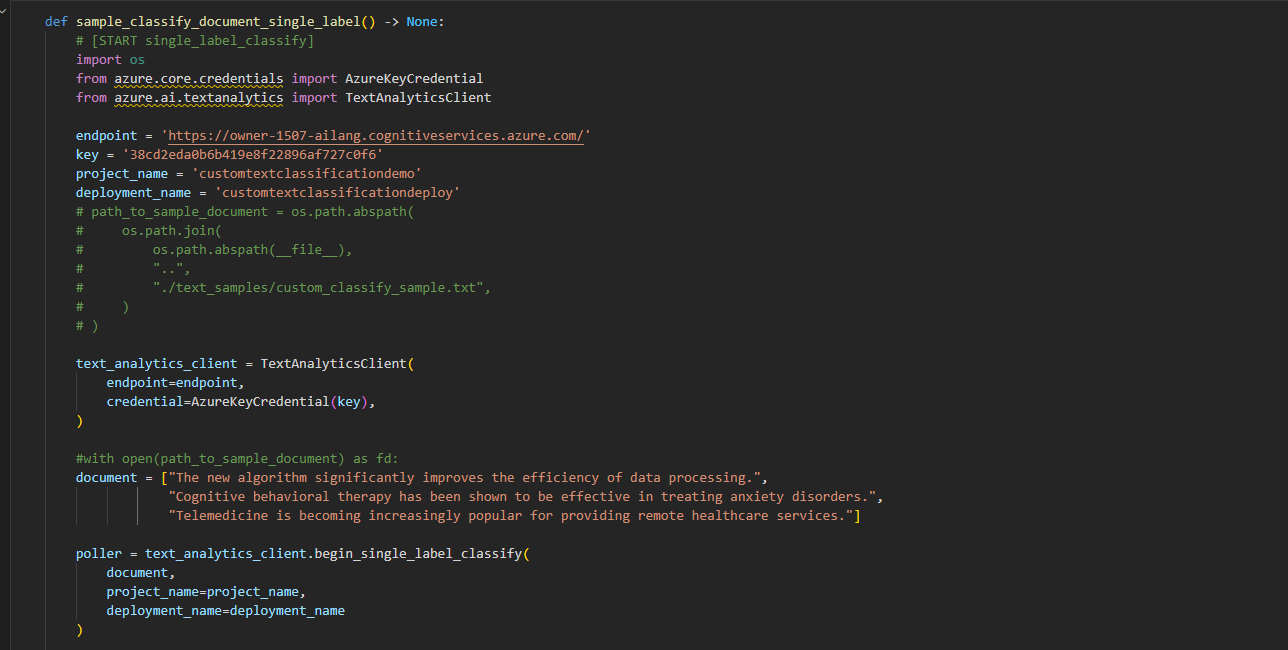 def sample_classify_document_single_label() -> None:
    # [START single_label_classify]
    import os
    from azure.core.credentials import AzureKeyCredential
    from azure.ai.textanalytics import TextAnalyticsClient

    endpoint = 'https://owner-1507-ailang.cognitiveservices.azure.com/'
    key = '38cd2eda0b6b419e8f22896af727c0f6'
    project_name = 'customtextclassificationdemo'
    deployment_name = 'customtextclassificationdeploy'
    # path_to_sample_document = os.path.abspath(
    #     os.path.join(
    #         os.path.abspath(__file__),
    #         "..",
    #         "./text_samples/custom_classify_sample.txt",
    #     )
    # )

    text_analytics_client = TextAnalyticsClient(
        endpoint=endpoint,
        credential=AzureKeyCredential(key),
    )

    #with open(path_to_sample_document) as fd:
    document = ["The new algorithm significantly improves the efficiency of data processing.",
                "Cognitive behavioral therapy has been shown to be effective in treating anxiety disorders.",
                "Telemedicine is becoming increasingly popular for providing remote healthcare services."]

    poller = text_analytics_client.begin_single_label_classify(
        document,
        project_name=project_name,
        deployment_name=deployment_name
    )